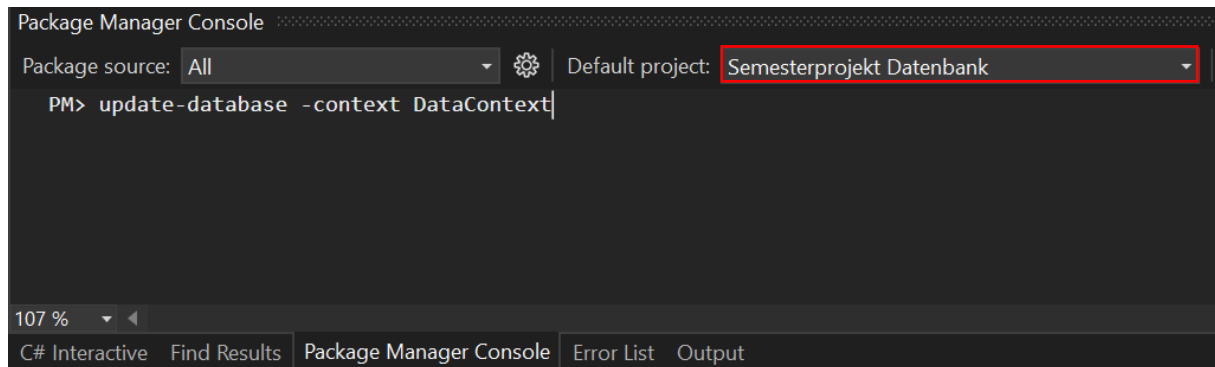 Package Manager Console
Package source: All Default project: Semesterprojekt Datenbank
PM> update-database -context DataContext
107 %
C# Interactive Find Results Package Manager Console Error List Output